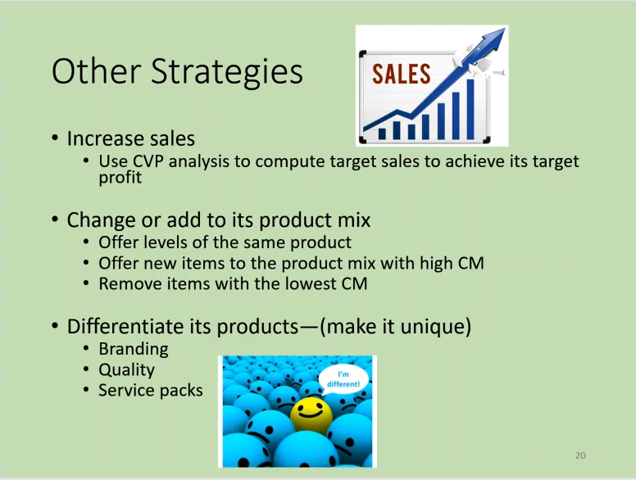 Other Strategies
SALES
• Increase sales
• Use CVP analysis to compute target sales to achieve its target
profit
• Change or add to its product mix
• Offer levels of the same product
• Offer new items to the product mix with high CM
• Remove items with the lowest CM
• Differentiate its products—(make it unique)
• Branding
• Quality
• Service packs
I'm
different!
20